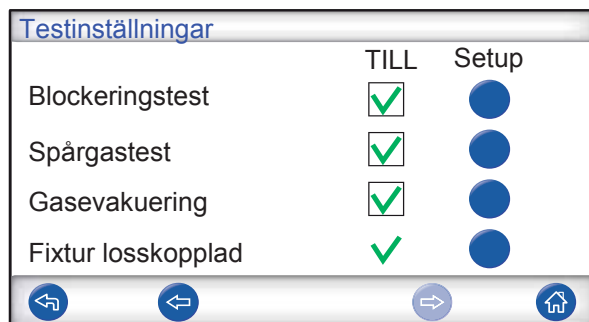 Testinställningar
TILL Setup
Blockeringstest
Spårgastest
Gasevakuering
Fixtur losskopplad